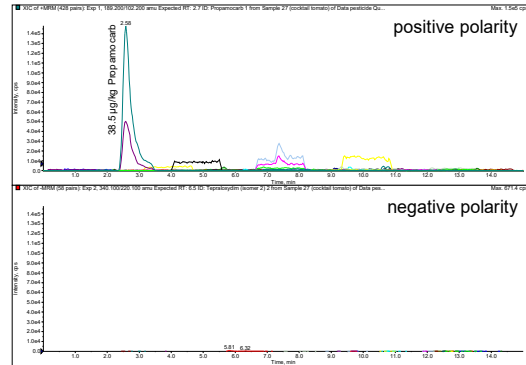 XIC of +MRM (428 pairs): Exp 1, 189.200/102.200 amu Expected RT: 2.7 ID: Propamocarb 1 from Sample 27 (cocktail tomato) of Data pesticide Qu... Max. 1.5e5 cps
positive polarity
2.58
38.5 µg/kg Propamocarb
Intensity, cps
1.4e5
1.3e5
1.2e5
1.1e5
1.0e5
9.0e4
8.0e4
7.0e4
6.0e4
5.0e4
4.0e4
3.0e4
2.0e4
1.0e4
0.0
1.0 2.0 3.0 4.0 5.0 6.0 7.0 8.0 9.0 10.0 11.0 12.0 13.0 14.0
Time, min
XIC of -MRM (58 pairs): Exp 2, 340.100/220.100 amu Expected RT: 6.5 ID: Tepraloxydim (isomer 2) 2 from Sample 27 (cocktail tomato) of Data pes... Max. 671.4 cps
negative polarity
Intensity, cps
1.4e5
1.3e5
1.2e5
1.1e5
1.0e5
9.0e4
8.0e4
7.0e4
6.0e4
5.0e4
4.0e4
3.0e4
2.0e4
1.0e4
0.0
5.81 6.32
1.0 2.0 3.0 4.0 5.0 6.0 7.0 8.0 9.0 10.0 11.0 12.0 13.0 14.0
Time, min